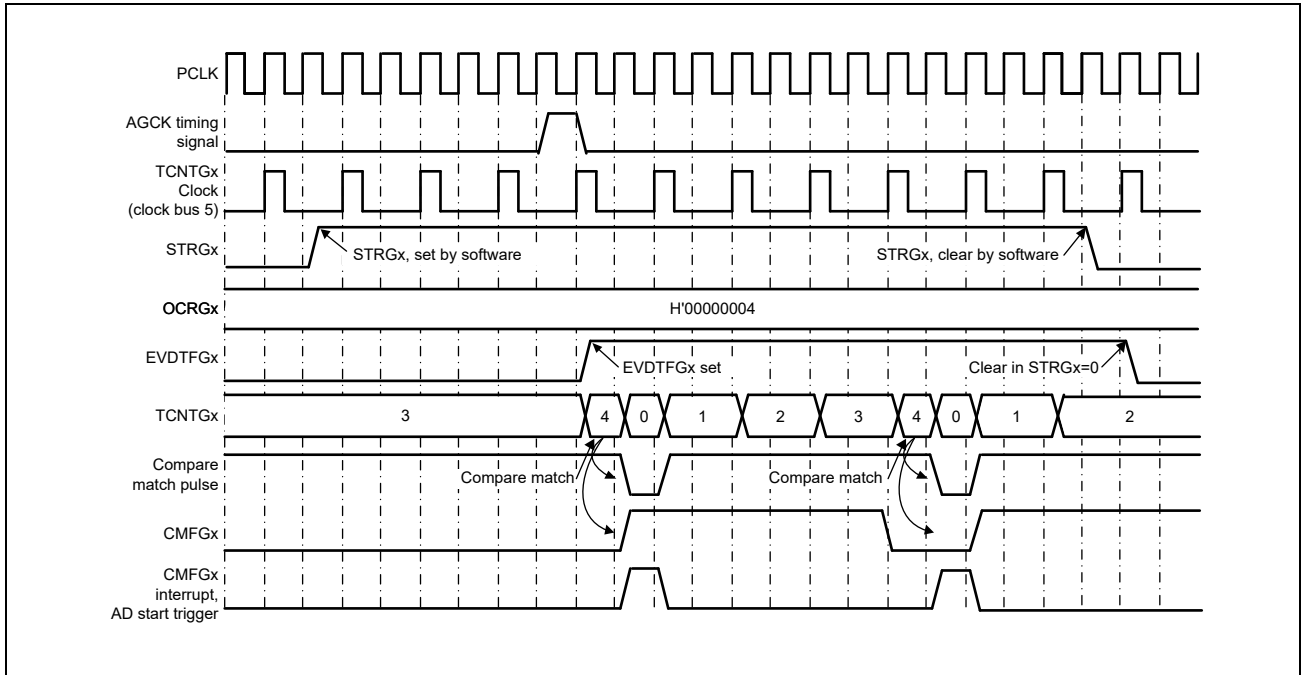 PCLK
AGCK timing
signal
TCNTGx
Clock
(clock bus 5)
STRGx
STRGx, set by software
STRGx, clear by software
OCRGx
H'00000004
EVDTFGx
EVDTFGx set
Clear in STRGx=0
TCNTGx
3
4
0
1
2
3
4
0
1
2
Compare
match pulse
Compare match
Compare match
CMFGx
CMFGx
interrupt,
AD start trigger